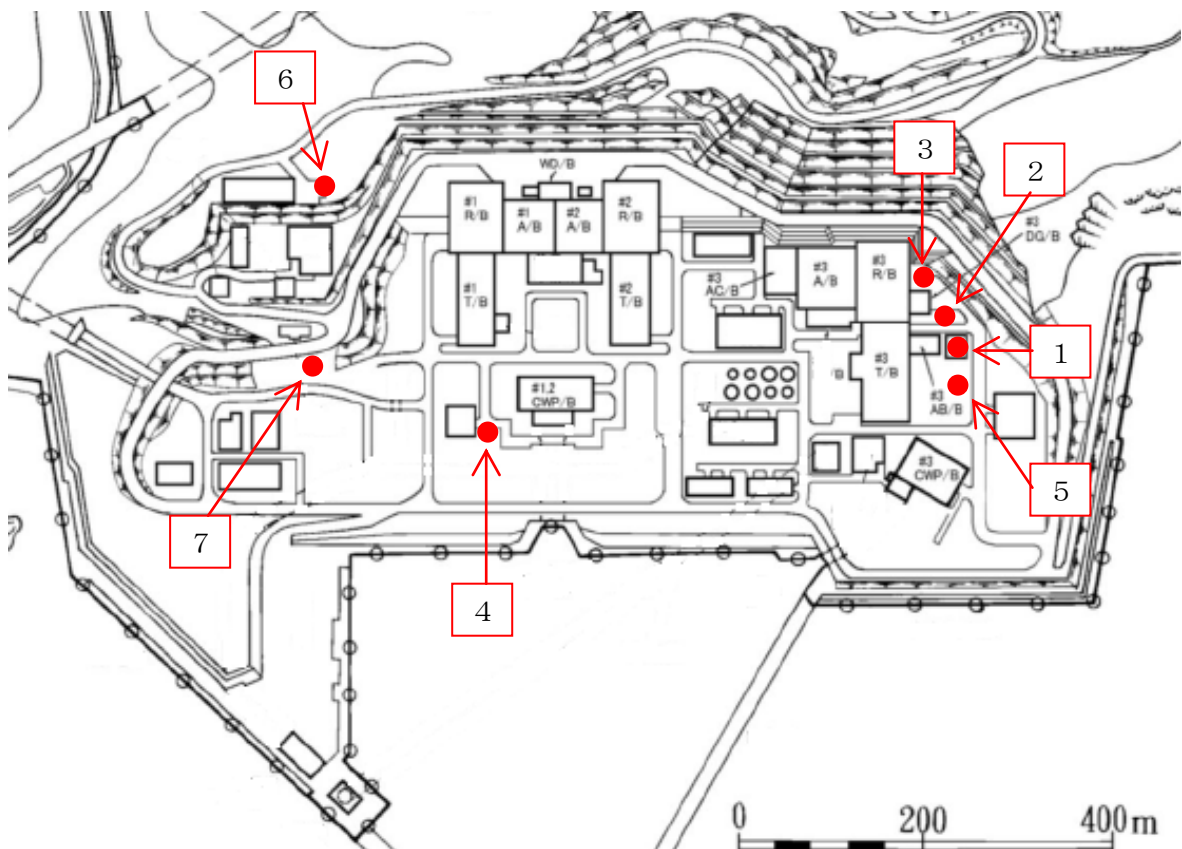 6
3
2
WD/B
#1
R/B
#1
A/B
#2
A/B
#2
R/B
#3
DG/B
#3
AC/B
#3
A/B
#3
R/B
#1
T/B
#2
T/B
1
/B
#3
T/B
#3
AB/B
#1.2
CWP/B
#3
CWP/B
5
7
4
0 200 400m